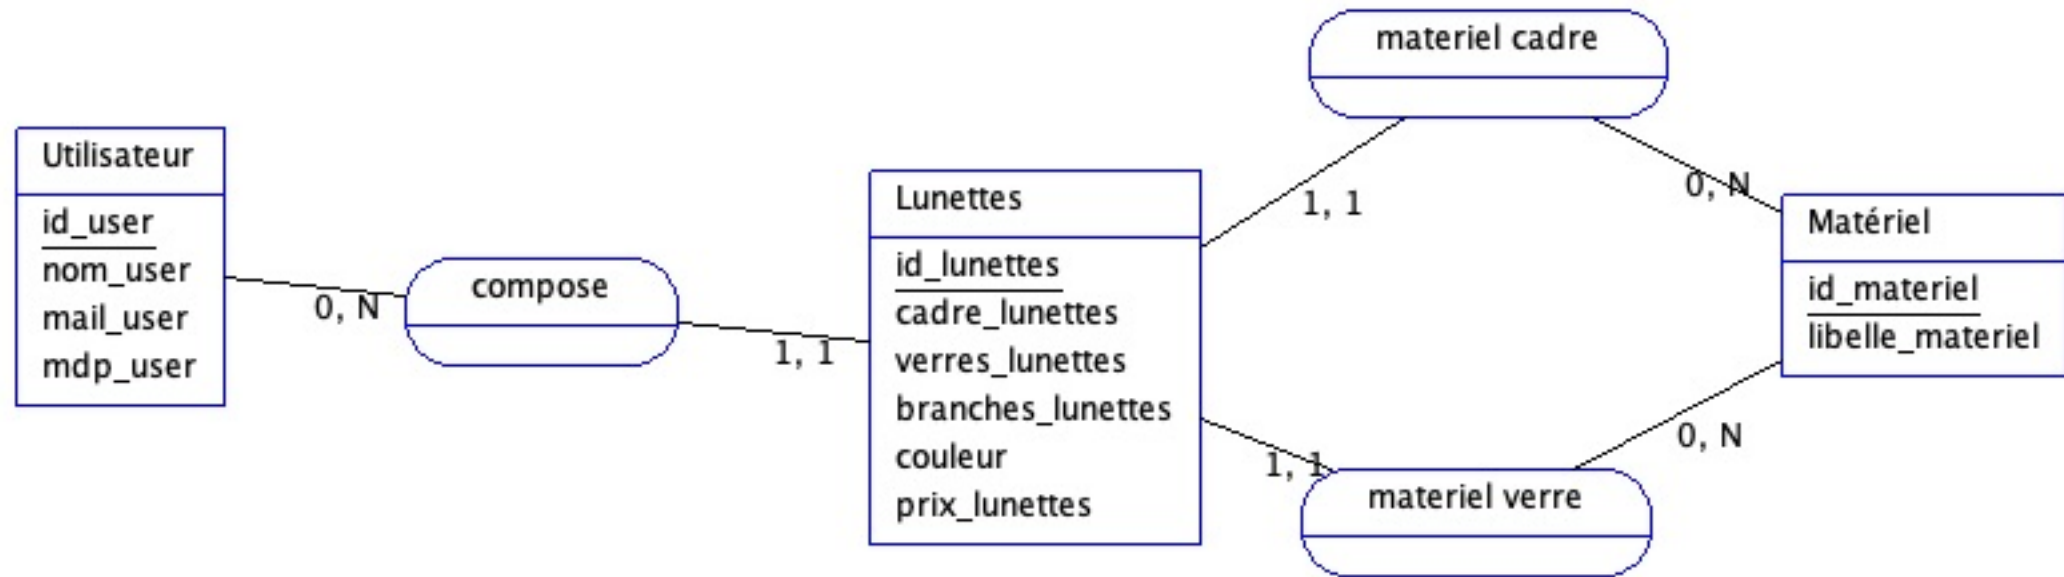 materiel cadre
Utilisateur
id_user
nom_user
mail_user
mdp_user
0, N
compose
1, 1
Lunettes
id_lunettes
cadre_lunettes
verres_lunettes
branches_lunettes
couleur
prix_lunettes
1, 1
0, N
Matériel
id_materiel
libelle_materiel
1, 1
0, N
materiel verre